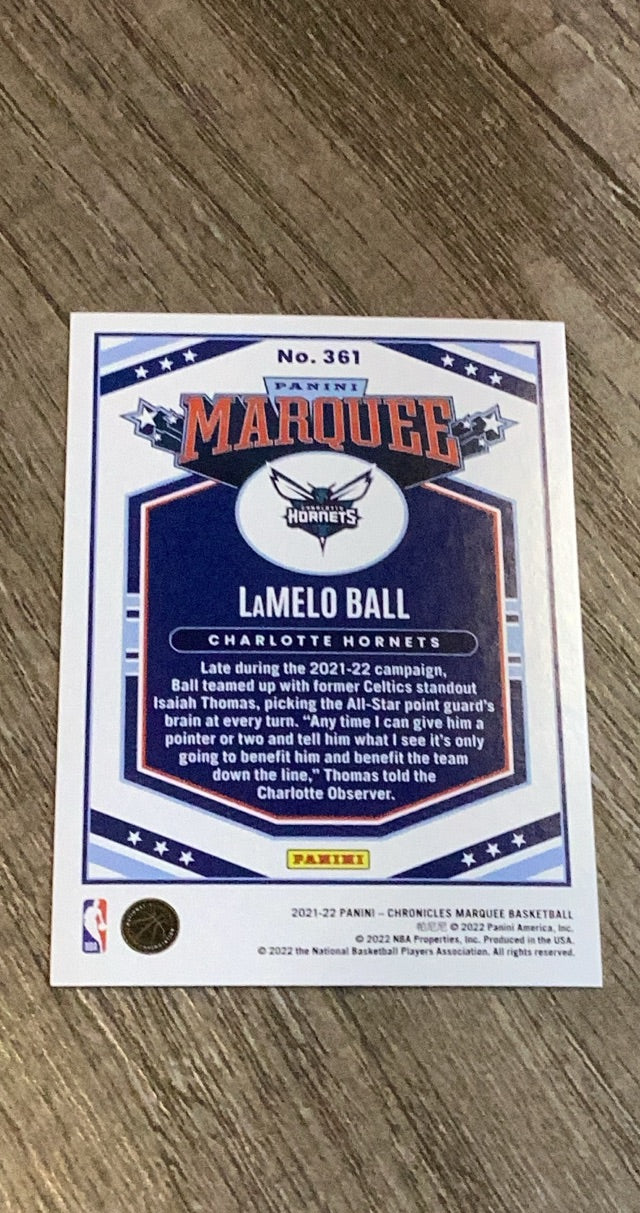 No. 361
PANINI
MARQUEE
CHARLOTTE
HORNETS
LAMELO BALL
CHARLOTTE HORNETS
Late during the 2021-22 campaign,
Ball teamed up with former Celtics standout
Isaiah Thomas, picking the All-Star point guard's
brain at every turn. “Any time I can give him a
pointer or two and tell him what I see it's only
going to benefit him and benefit the team
down the line,” Thomas told the
Charlotte Observer.
PANINI
2021-22 PANINI – CHRONICLES MARQUEE BASKETBALL
帕尼尼 © 2022 Panini America, Inc.
© 2022 NBA Properties, Inc. Produced in the USA.
© 2022 the National Basketball Players Association. All rights reserved.
NBA